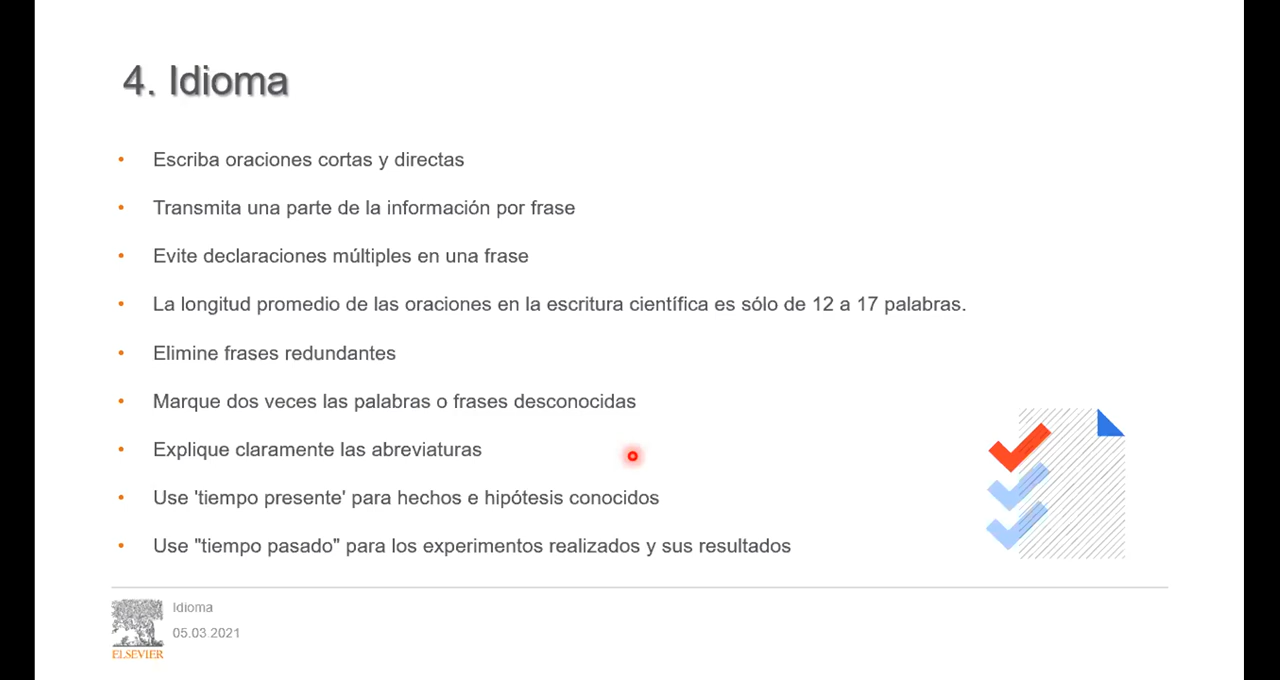 4. Idioma
• Escriba oraciones cortas y directas
• Transmita una parte de la información por frase
• Evite declaraciones múltiples en una frase
• La longitud promedio de las oraciones en la escritura científica es sólo de 12 a 17 palabras.
• Elimine frases redundantes
• Marque dos veces las palabras o frases desconocidas
• Explique claramente las abreviaturas
• Use 'tiempo presente' para hechos e hipótesis conocidos
• Use "tiempo pasado" para los experimentos realizados y sus resultados
Idioma
05.03.2021
ELSEVIER